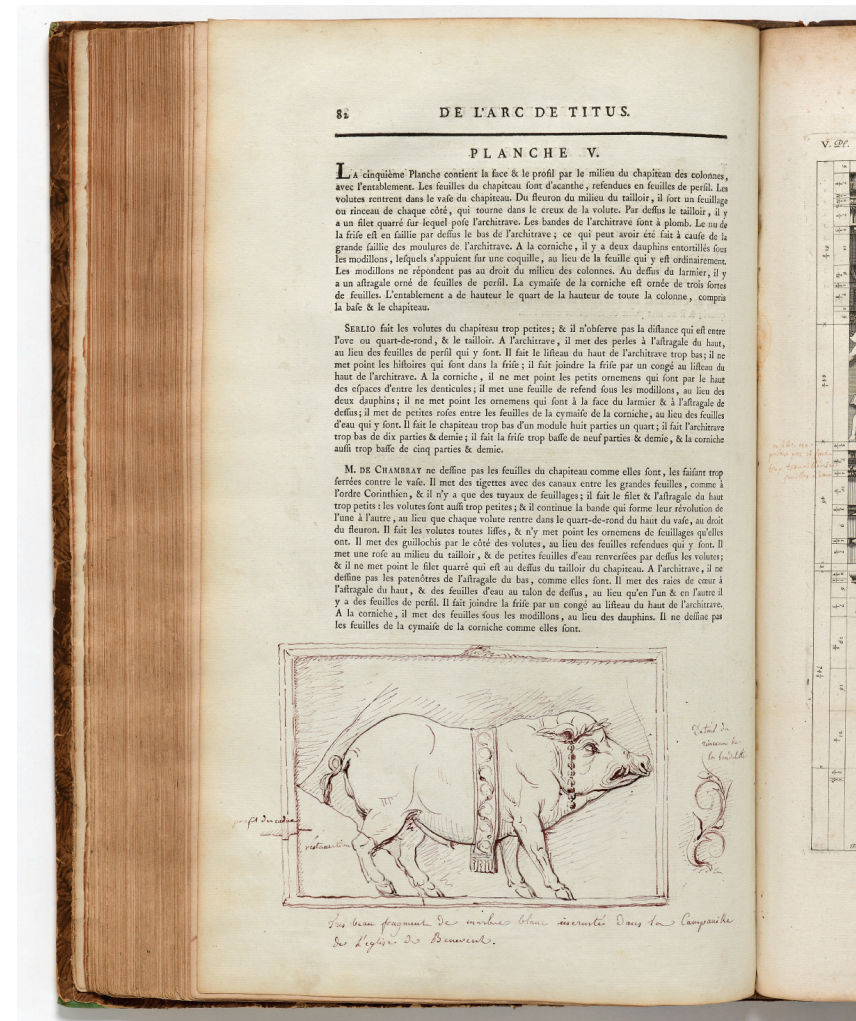 82 DE L'ARC DE TITUS.
PLANCHE V.
LA cinquième Planche contient la face & le profil par le milieu du chapiteau des colonnes,
avec l'entablement. Les feuilles du chapiteau ſont d'acanthe, refendues en feuilles de perſil. Les
volutes rentrent dans le vaſe du chapiteau. Du fleuron du milieu du tailloir, il ſort un feuillage
ou rinceau de chaque côté, qui tourne dans le creux de la volute. Par deſſus le tailloir, il y
a un filet quarré ſur lequel poſe l'architrave. Les bandes de l'architrave ſont à plomb. Le nu de
la friſe eſt en ſaillie par deſſus le bas de l'architrave ; ce qui peut avoir été fait à cauſe de la
grande ſaillie des moulures de l'architrave. A la corniche, il y a deux dauphins entortillés ſous
les modillons, leſquels s'appuient ſur une coquille, au lieu de la feuille qui y eſt ordinairement.
Les modillons ne répondent pas au droit du milieu des colonnes. Au deſſus du larmier, il y
a un aſtragale orné de feuilles de perſil. La cymaiſe de la corniche eſt ornée de trois ſortes
de feuilles. L'entablement a de hauteur le quart de la hauteur de toute la colonne, compris
la baſe & le chapiteau.
SERLIO fait les volutes du chapiteau trop petites ; & il n'obſerve pas la diſtance qui eſt entre
l'ove ou quart-de-rond, & le tailloir. A l'architrave, il met des perles à l'aſtragale du haut,
au lieu des feuilles de perſil qui y ſont. Il fait le liſteau du haut de l'architrave trop bas ; il ne
met point les hiſtoires qui ſont dans la friſe ; il fait joindre la friſe par un congé au liſteau du
haut de l'architrave. A la corniche, il ne met point les petits ornemens qui ſont par le haut
des eſpaces d'entre les denticules ; il met une feuille de refend ſous les modillons, au lieu des
deux dauphins ; il ne met point les ornemens qui ſont à la face du larmier & à l'aſtragale de
deſſus ; il met de petites roſes entre les feuilles de la cymaiſe de la corniche, au lieu des feuilles
d'eau qui y ſont. Il fait le chapiteau trop bas d'un module huit parties un quart ; il fait l'architrave
trop bas de dix parties & demie ; il fait la friſe trop baſſe de neuf parties & demie, & la corniche
auſſi trop baſſe de cinq parties & demie.
M. DE CHAMBRAY ne deſſine pas les feuilles du chapiteau comme elles ſont, les faiſant trop
ſerrées contre le vaſe. Il met des tigettes avec des canaux entre les grandes feuilles, comme à
l'ordre Corinthien, & il n'y a que des tuyaux de feuillages ; il fait le filet & l'aſtragale du haut
trop petits : les volutes ſont auſſi trop petites ; & il continue la bande qui forme leur révolution de
l'une à l'autre, au lieu que chaque volute rentre dans le quart-de-rond du haut du vaſe, au droit
du fleuron. Il fait les volutes toutes liſſes, & n'y met point les ornemens de feuillages qu'elles
ont. Il met des guillochis par le côté des volutes, au lieu des feuilles refendues qui y ſont. Il
met une roſe au milieu du tailloir, & de petites feuilles d'eau renverſées par deſſus les volutes ;
& il ne met point le filet quarré qui eſt au deſſus du tailloir du chapiteau. A l'architrave, il ne
deſſine pas les patenôtres de l'aſtragale du bas, comme elles ſont. Il met des raies de cœur à
l'aſtragale du haut, & des feuilles d'eau au talon de deſſus, au lieu qu'en l'un & en l'autre il
y a des feuilles de perſil. Il fait joindre la friſe par un congé au liſteau du haut de l'architrave.
A la corniche, il met des feuilles ſous les modillons, au lieu des dauphins. Il ne deſſine pas
les feuilles de la cymaiſe de la corniche comme elles ſont.
Detail du
rinceau de
la bandelette
profil du cadre
restauration
Très beau fragment de marbre blanc incrusté dans la Campanille
de L'eglise de Benevent.
V. Pl.